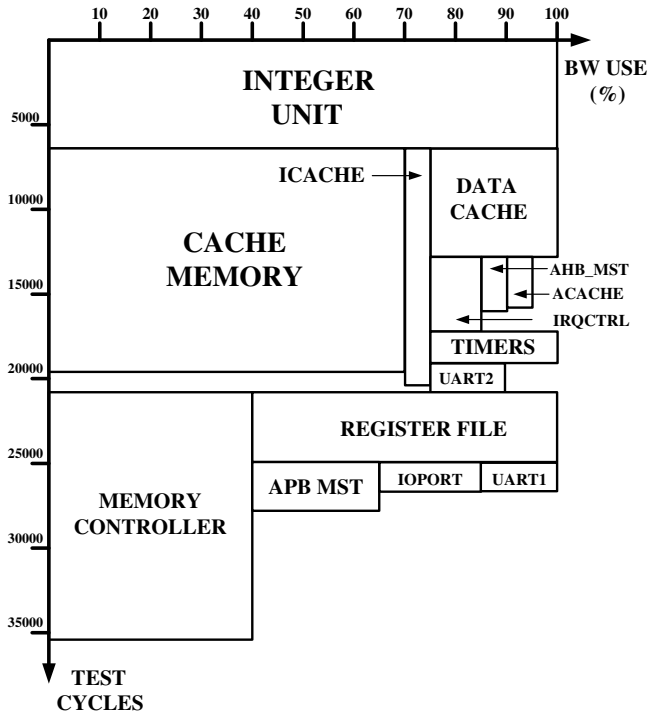 10 20 30 40 50 60 70 80 90 100
BW USE
(%)
INTEGER
UNIT
5000
ICACHE
DATA
CACHE
10000
CACHE
MEMORY
AHB_MST
ACACHE
15000
IRQCTRL
TIMERS
20000
UART2
REGISTER FILE
25000
APB MST
IOPORT
UART1
MEMORY
CONTROLLER
30000
35000
TEST
CYCLES